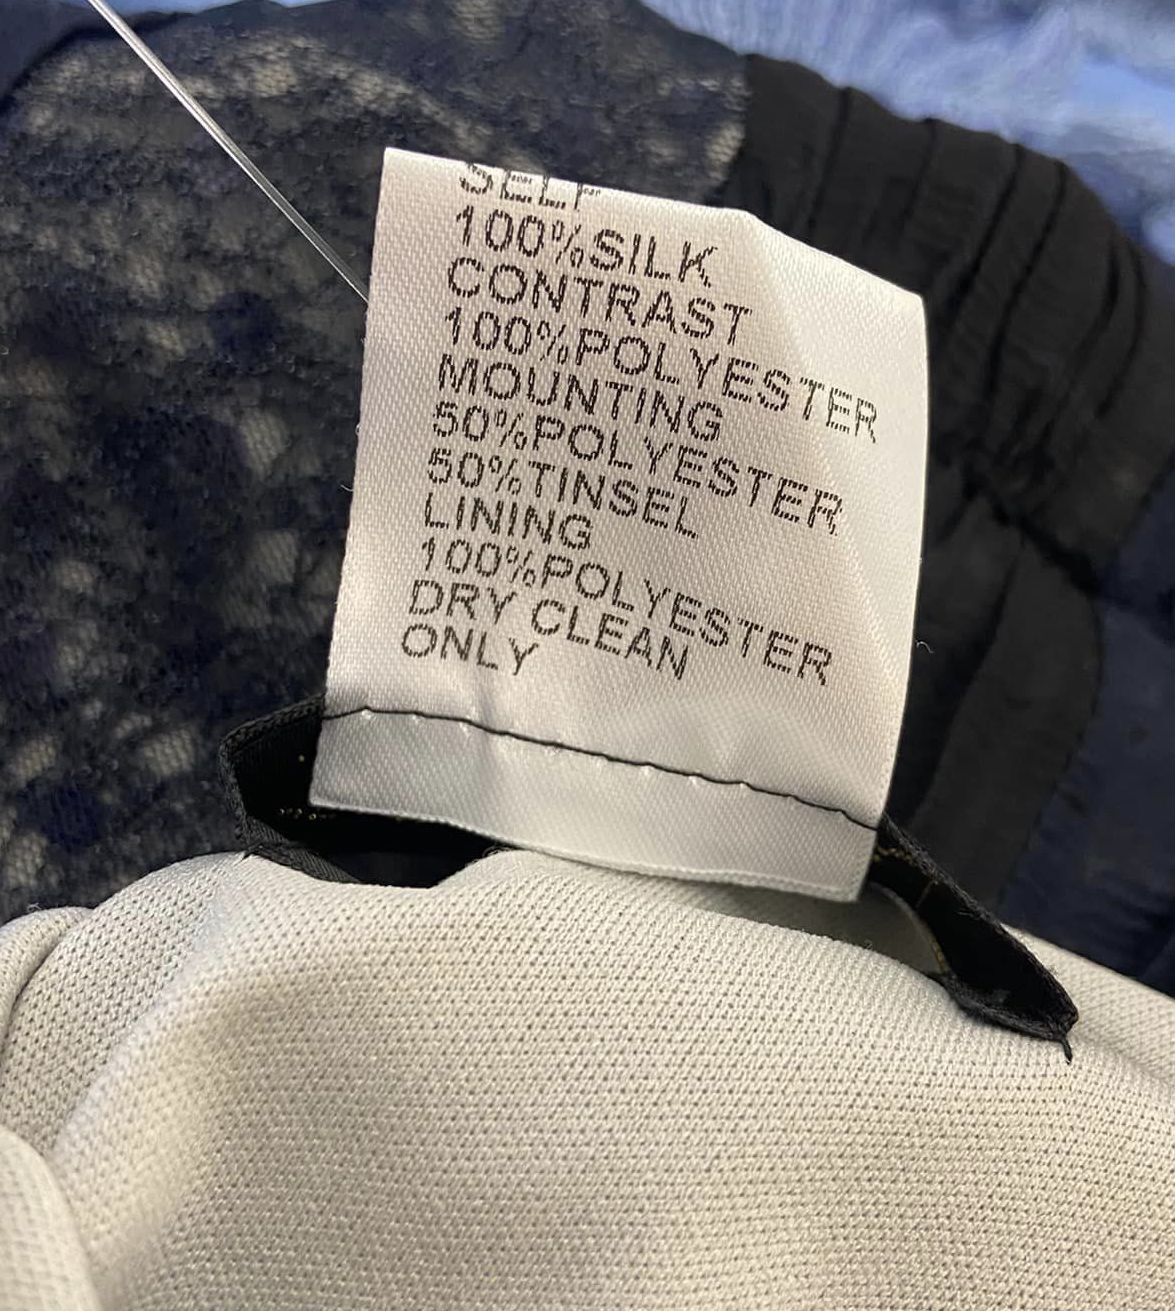 SELF
100%SILK
CONTRAST
100%POLYESTER
MOUNTING
50%POLYESTER
50%TINSEL
LINING
100%POLYESTER
DRY CLEAN
ONLY